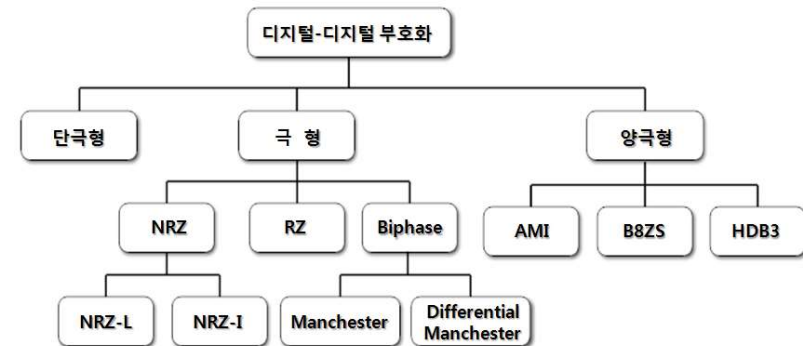 디지털-디지털 부호화
단극형
극 형
양극형
NRZ
RZ
Biphase
AMI
B8ZS
HDB3
NRZ-L
NRZ-I
Manchester
Differential
Manchester